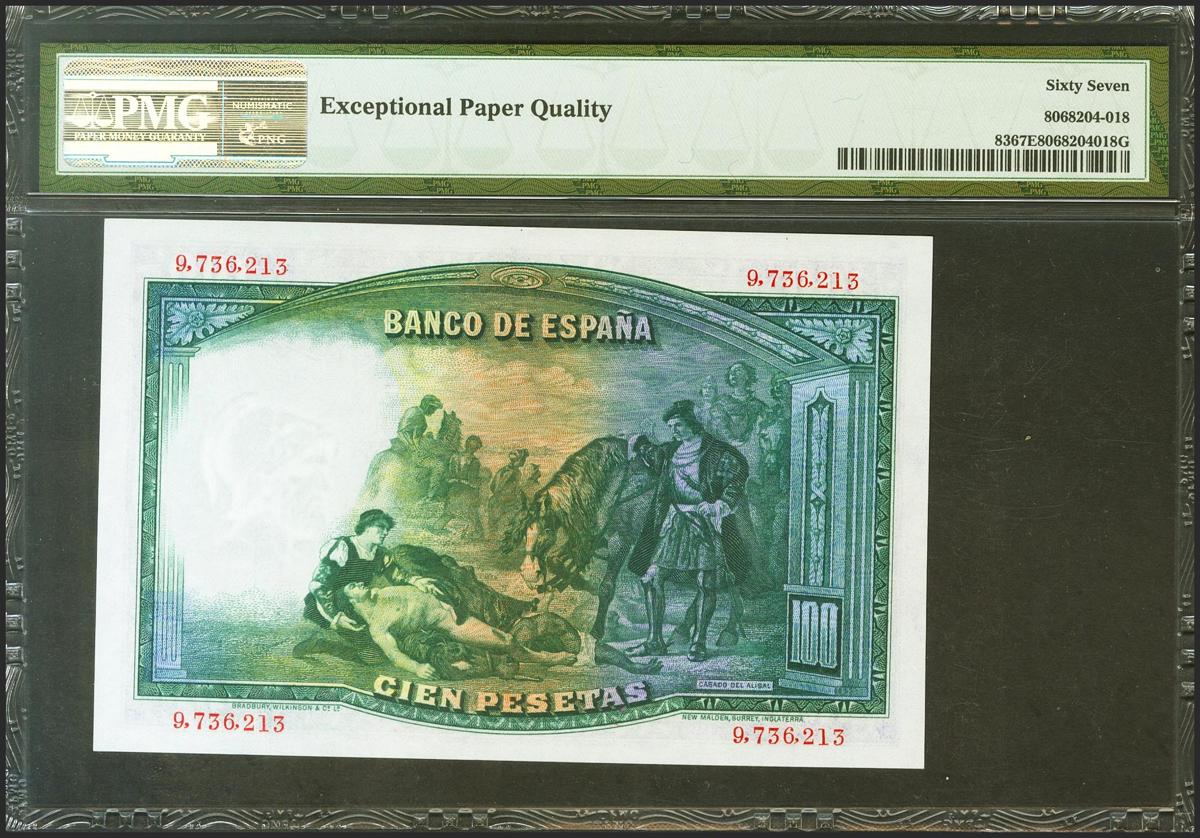 PMG
PAPER MONEY GUARANTY
NUMISMATIC
PNG
Exceptional Paper Quality
Sixty Seven
8068204-018
8367E8068204018G
9,736,213
9,736,213
BANCO DE ESPAÑA
100
CASADO DEL ALISAL
CIEN PESETAS
BRADBURY, WILKINSON & Cº Lº
NEW MALDEN, SURREY, INGLATERRA.
9,736,213
9,736,213